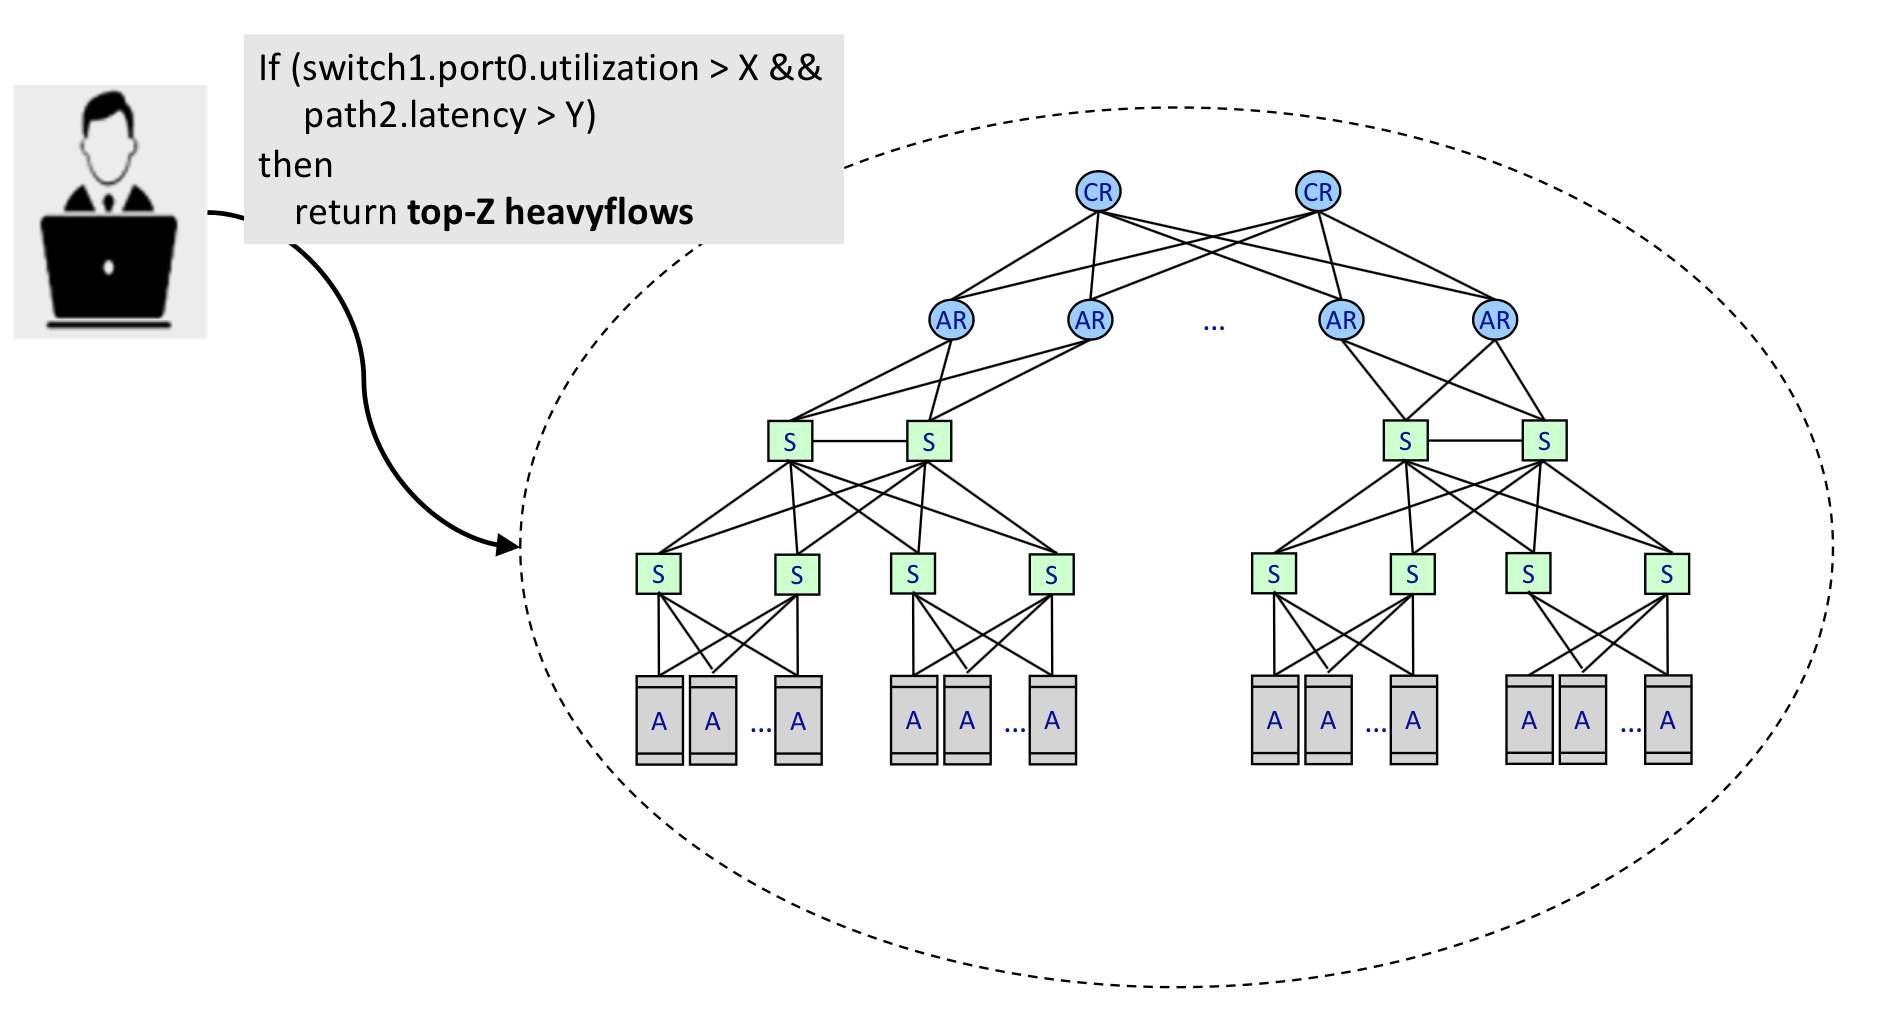 If (switch1.port0.utilization > X &&
path2.latency > Y)
then
return top-Z heavyflows
CR CR
AR AR ... AR AR
S S S S
S S S S S S S S
A A ... A A A ... A A A ... A A A ... A